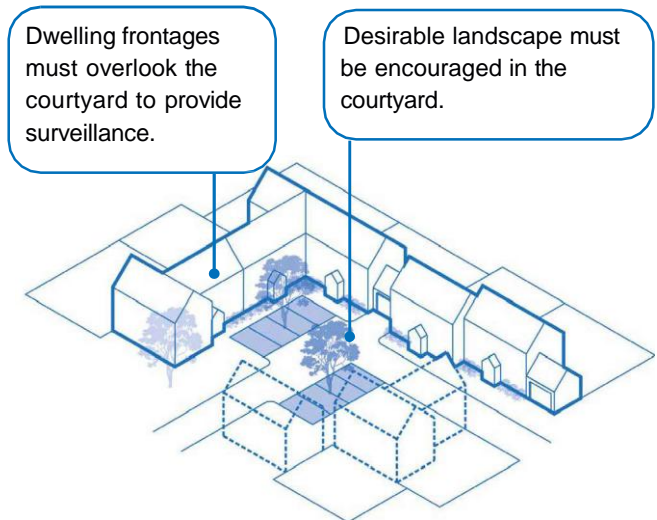 Dwelling frontages
must overlook the
courtyard to provide
surveillance.
Desirable landscape must
be encouraged in the
courtyard.